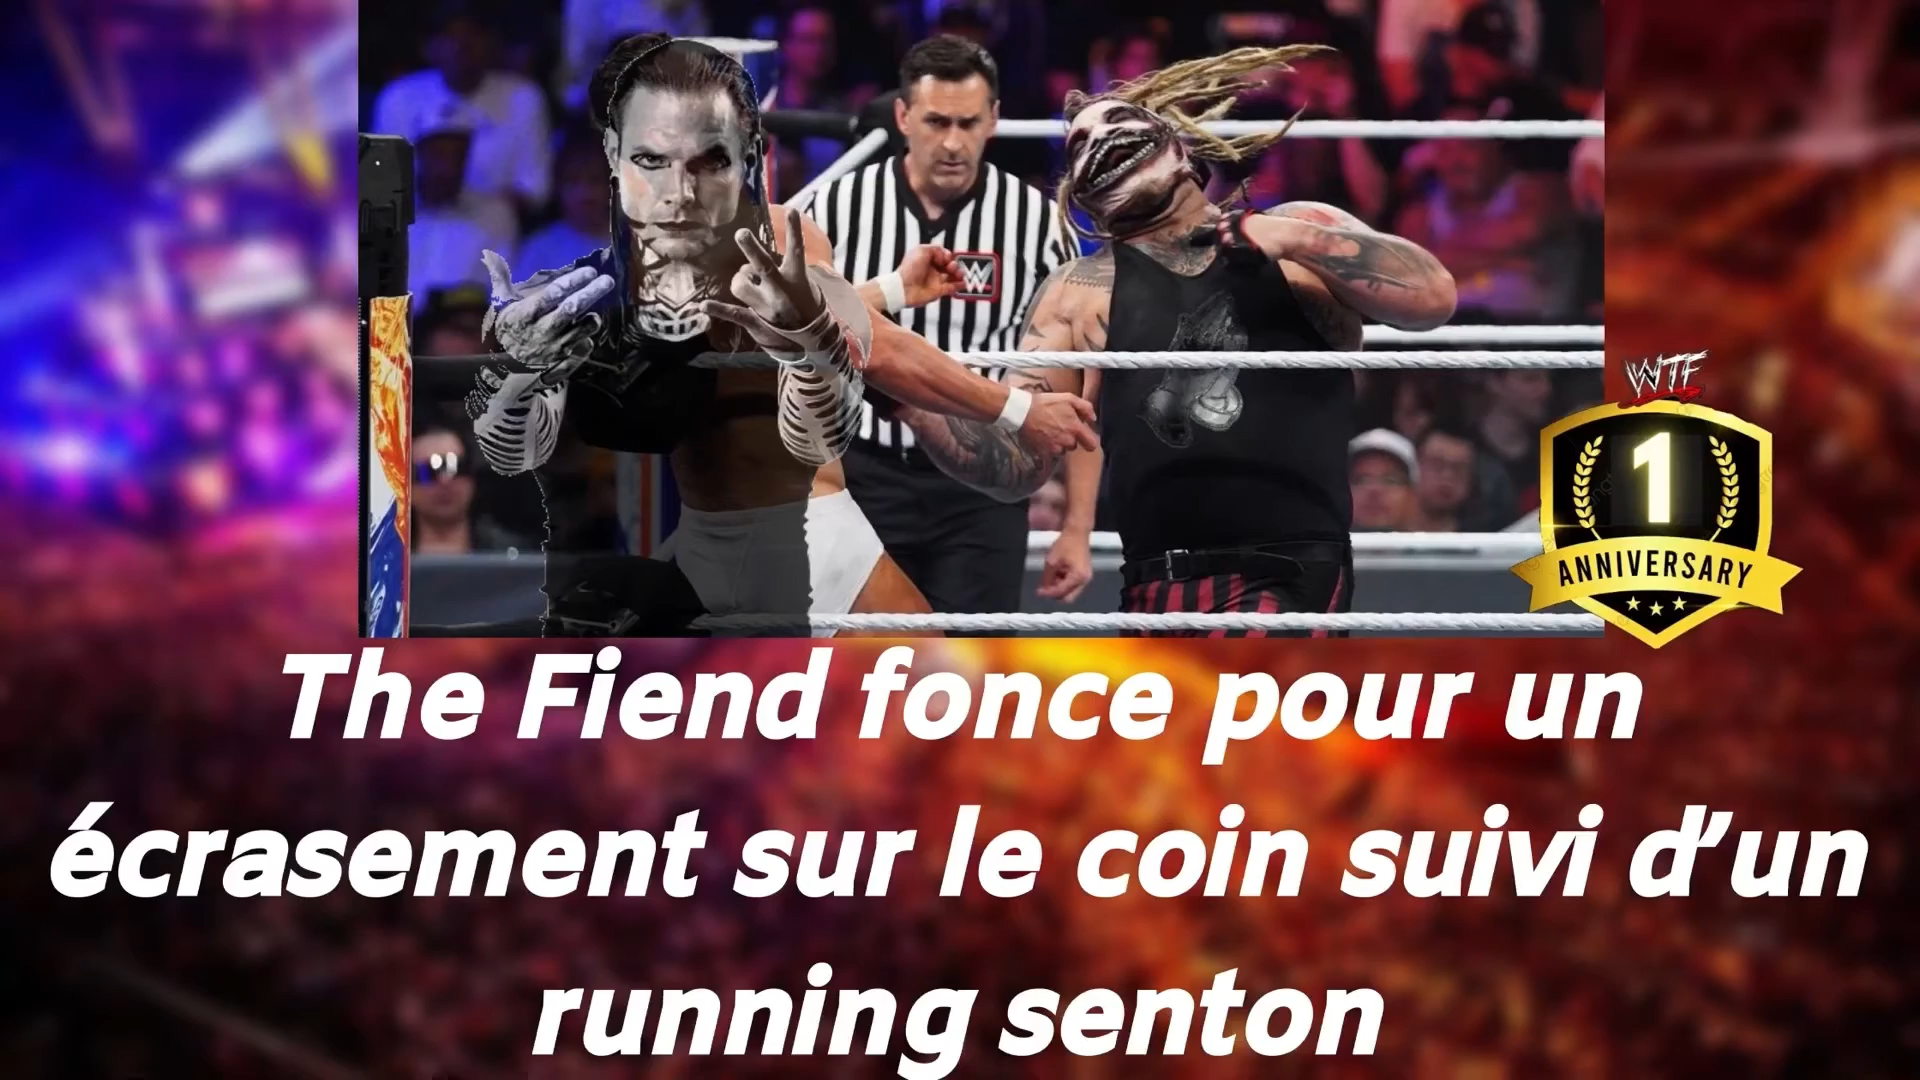 W
WTF
1
ANNIVERSARY
The Fiend fonce pour un
écrasement sur le coin suivi d’un
running senton